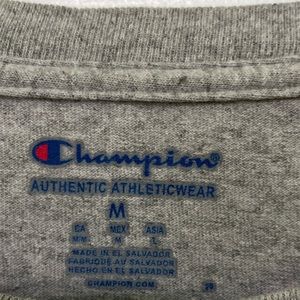 Champion®
AUTHENTIC ATHLETICWEAR
M
CA MEX ASIA
M/M M L
MADE IN EL SALVADOR
FABRIQUÉ AU SALVADOR
HECHO EN EL SALVADOR
CHAMPION.COM